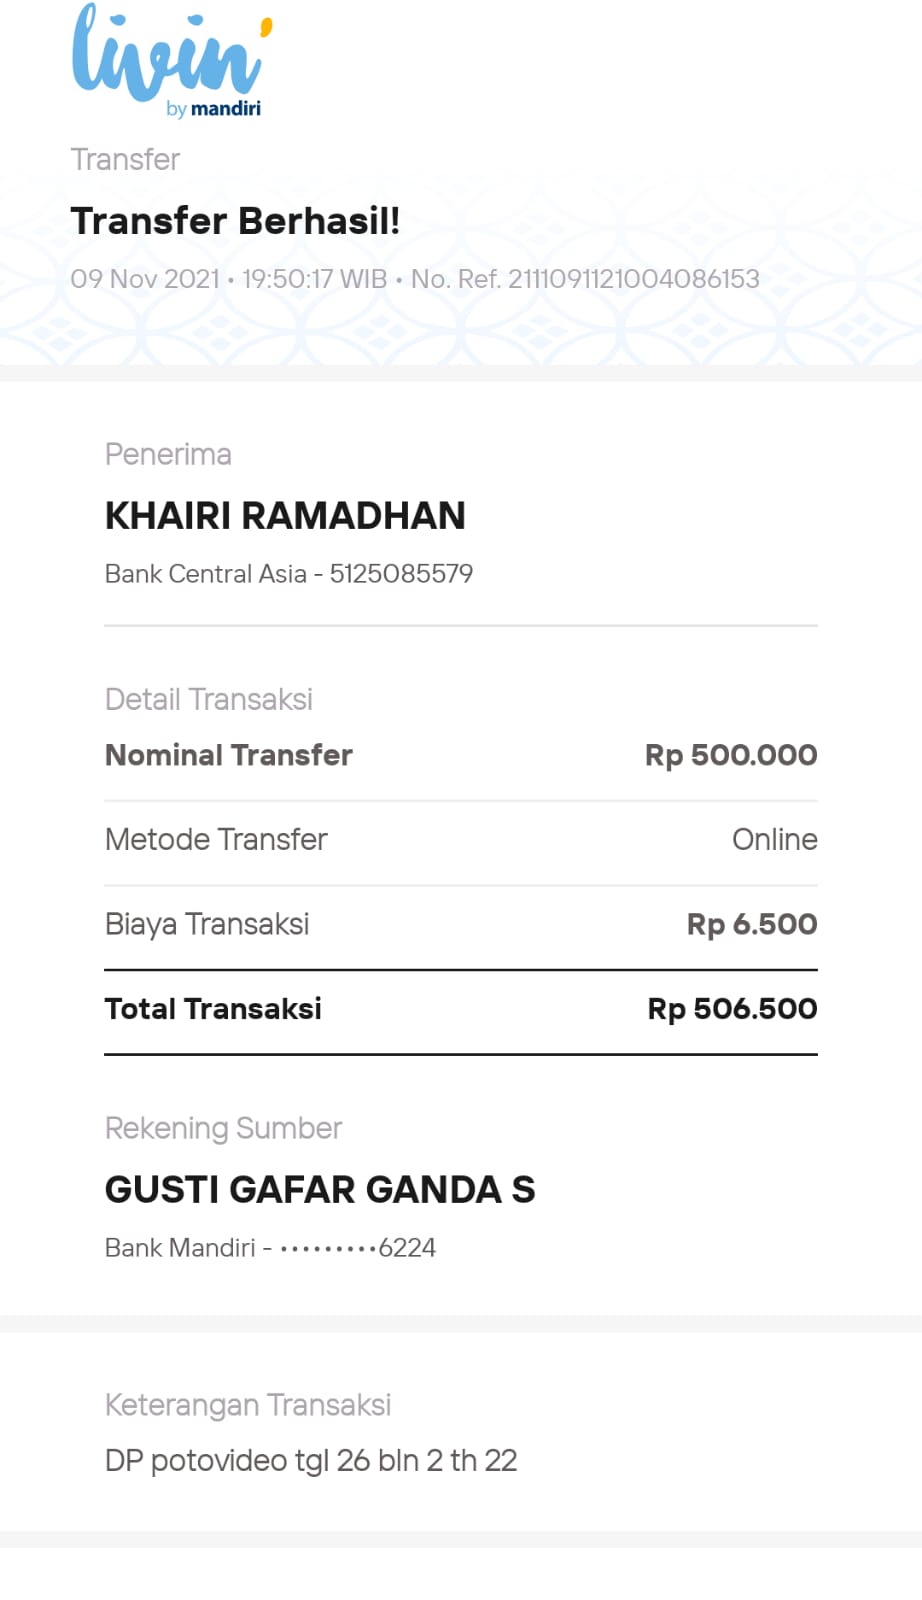 livin'
by mandiri
Transfer
Transfer Berhasil!
09 Nov 2021 • 19:50:17 WIB • No. Ref. 2111091121004086153
Penerima
KHAIRI RAMADHAN
Bank Central Asia - 5125085579
Detail Transaksi
Nominal Transfer Rp 500.000
Metode Transfer Online
Biaya Transaksi Rp 6.500
Total Transaksi Rp 506.500
Rekening Sumber
GUSTI GAFAR GANDA S
Bank Mandiri - •••••••••6224
Keterangan Transaksi
DP potovideo tgl 26 bln 2 th 22